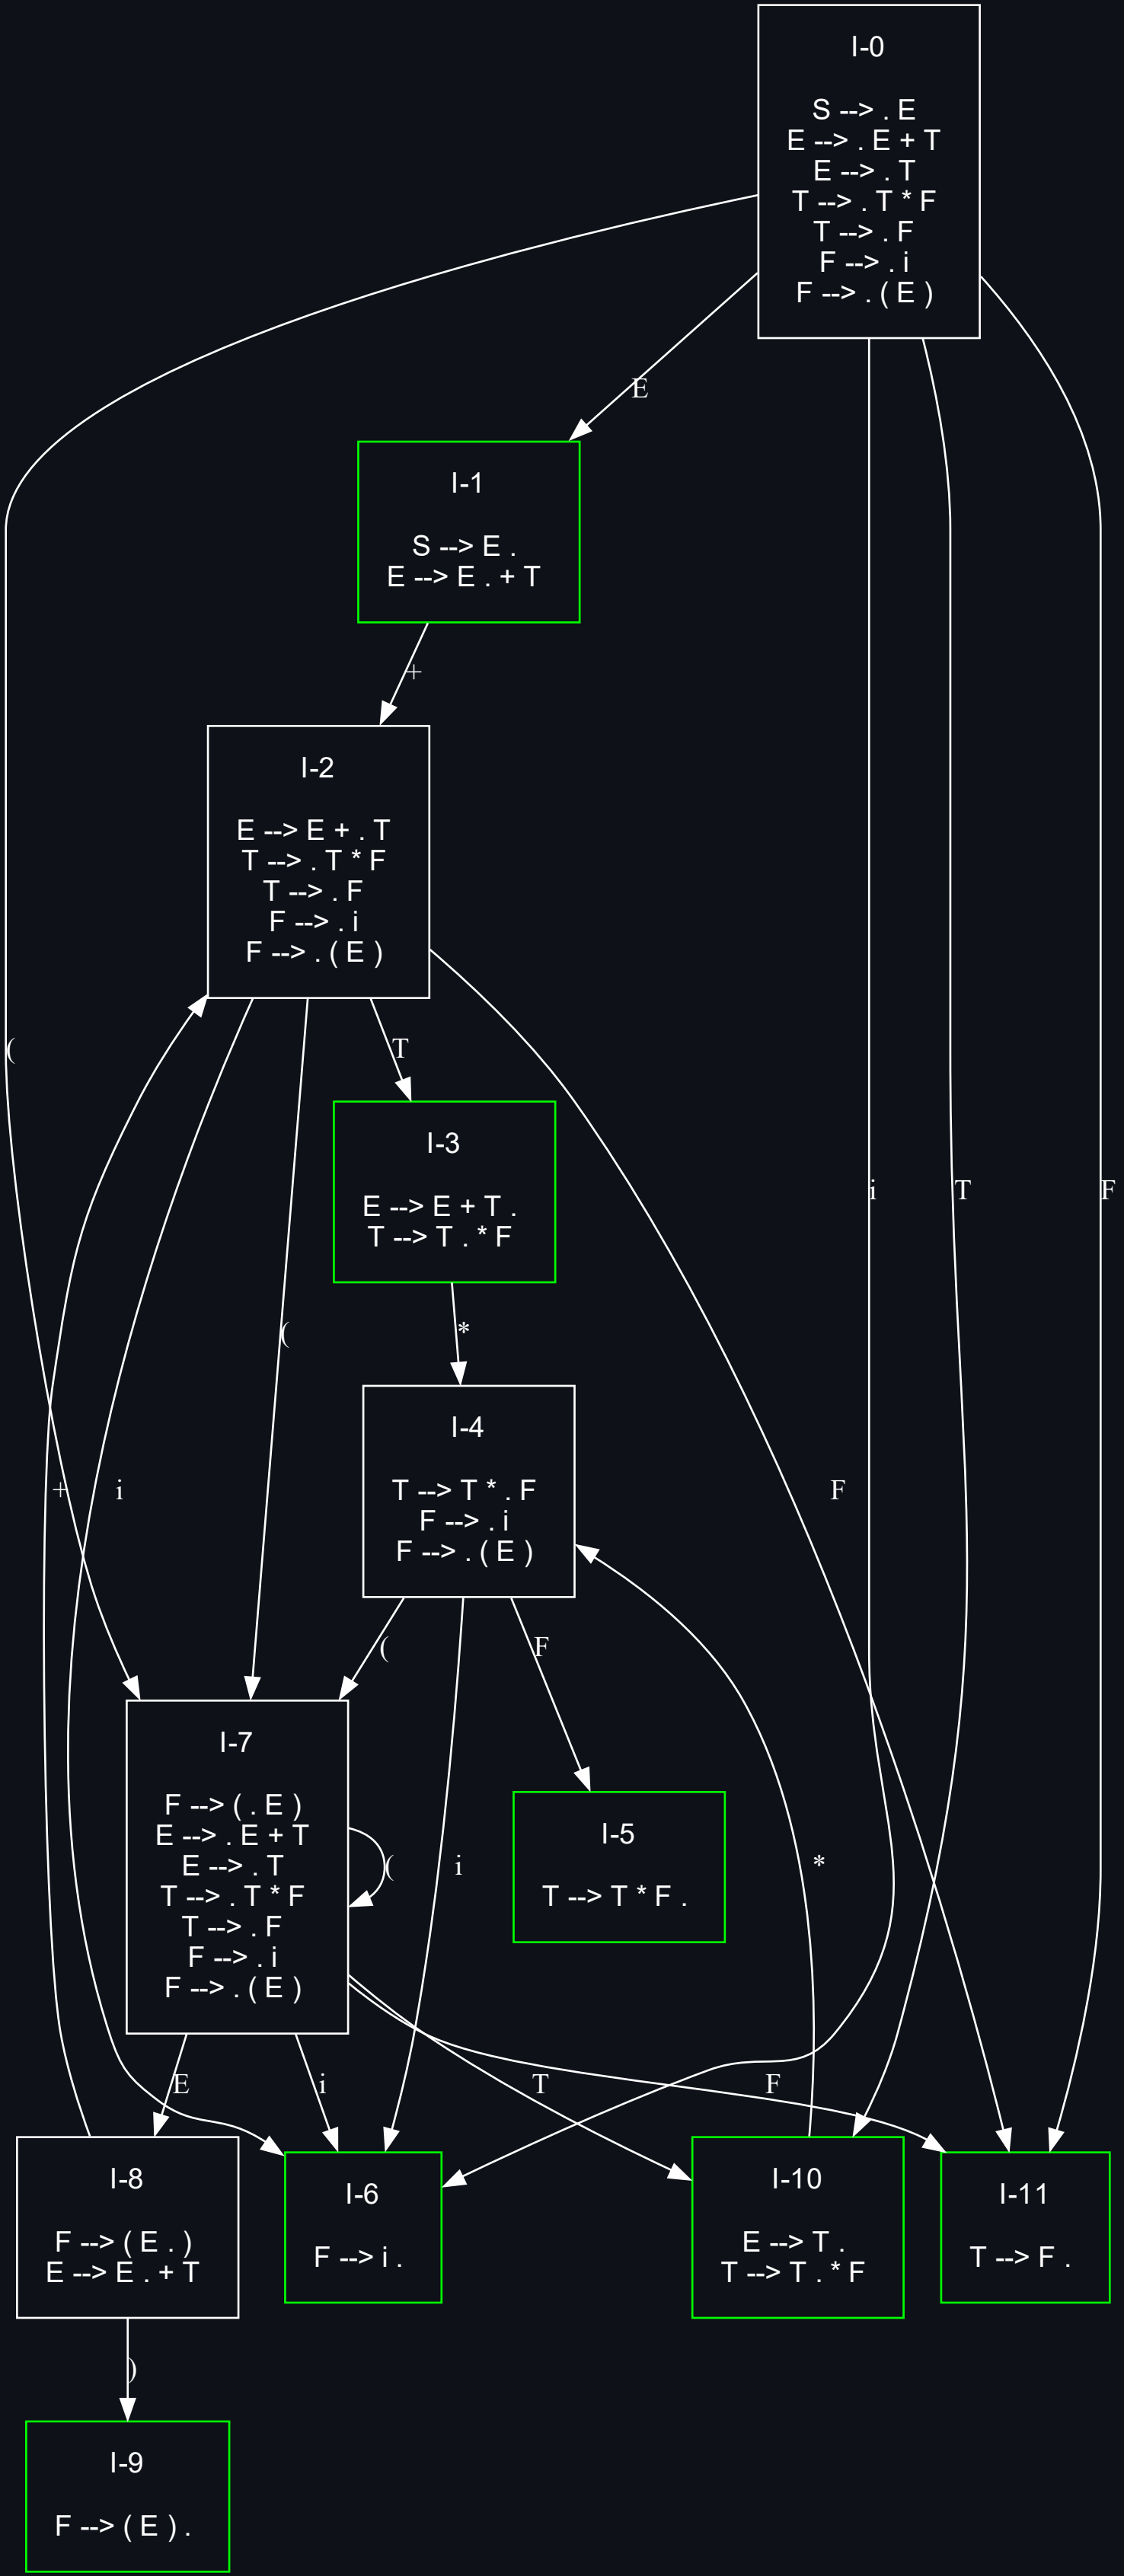 I-0
S --> . E
E --> . E + T
E --> . T
T --> . T * F
T --> . F
F --> . i
F --> . ( E )
E
I-1
S --> E .
E --> E . + T
+
I-2
E --> E + . T
T --> . T * F
T --> . F
F --> . i
F --> . ( E )
(
T
I-3
E --> E + T .
T --> T . * F
i
T
F
(
*
I-4
T --> T * . F
F --> . i
F --> . ( E )
+
i
F
(
F
I-7
F --> ( . E )
E --> . E + T
E --> . T
T --> . T * F
T --> . F
F --> . i
F --> . ( E )
(
i
I-5
T --> T * F .
*
E
i
T
F
I-8
F --> ( E . )
E --> E . + T
I-6
F --> i .
I-10
E --> T .
T --> T . * F
I-11
T --> F .
)
I-9
F --> ( E ) .